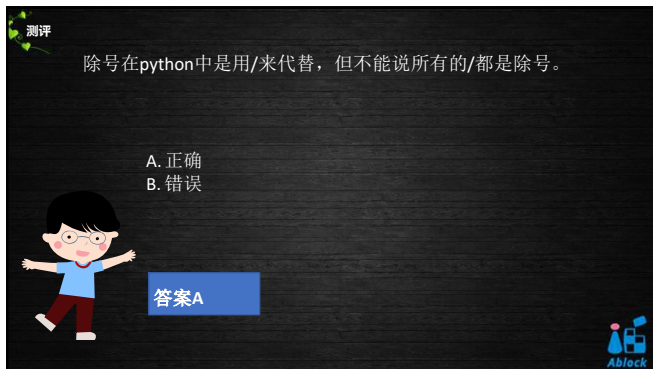 测评
除号在python中是用/来代替，但不能说所有的/都是除号。
A. 正确
B. 错误
答案A
Ablock